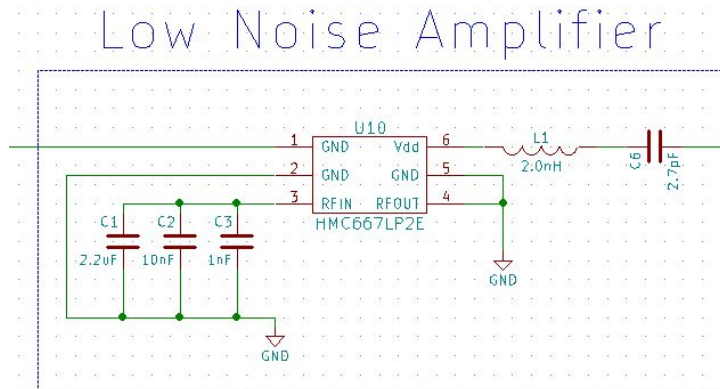 Low Noise Amplifier
U10
1 GND Vdd 6
2 GND GND 5
3 RFIN RFOUT 4
HMC667LP2E
L1
2.0nH
C6
2.7pF
C1 C2 C3
2.2uF 10nF 1nF
GND
GND